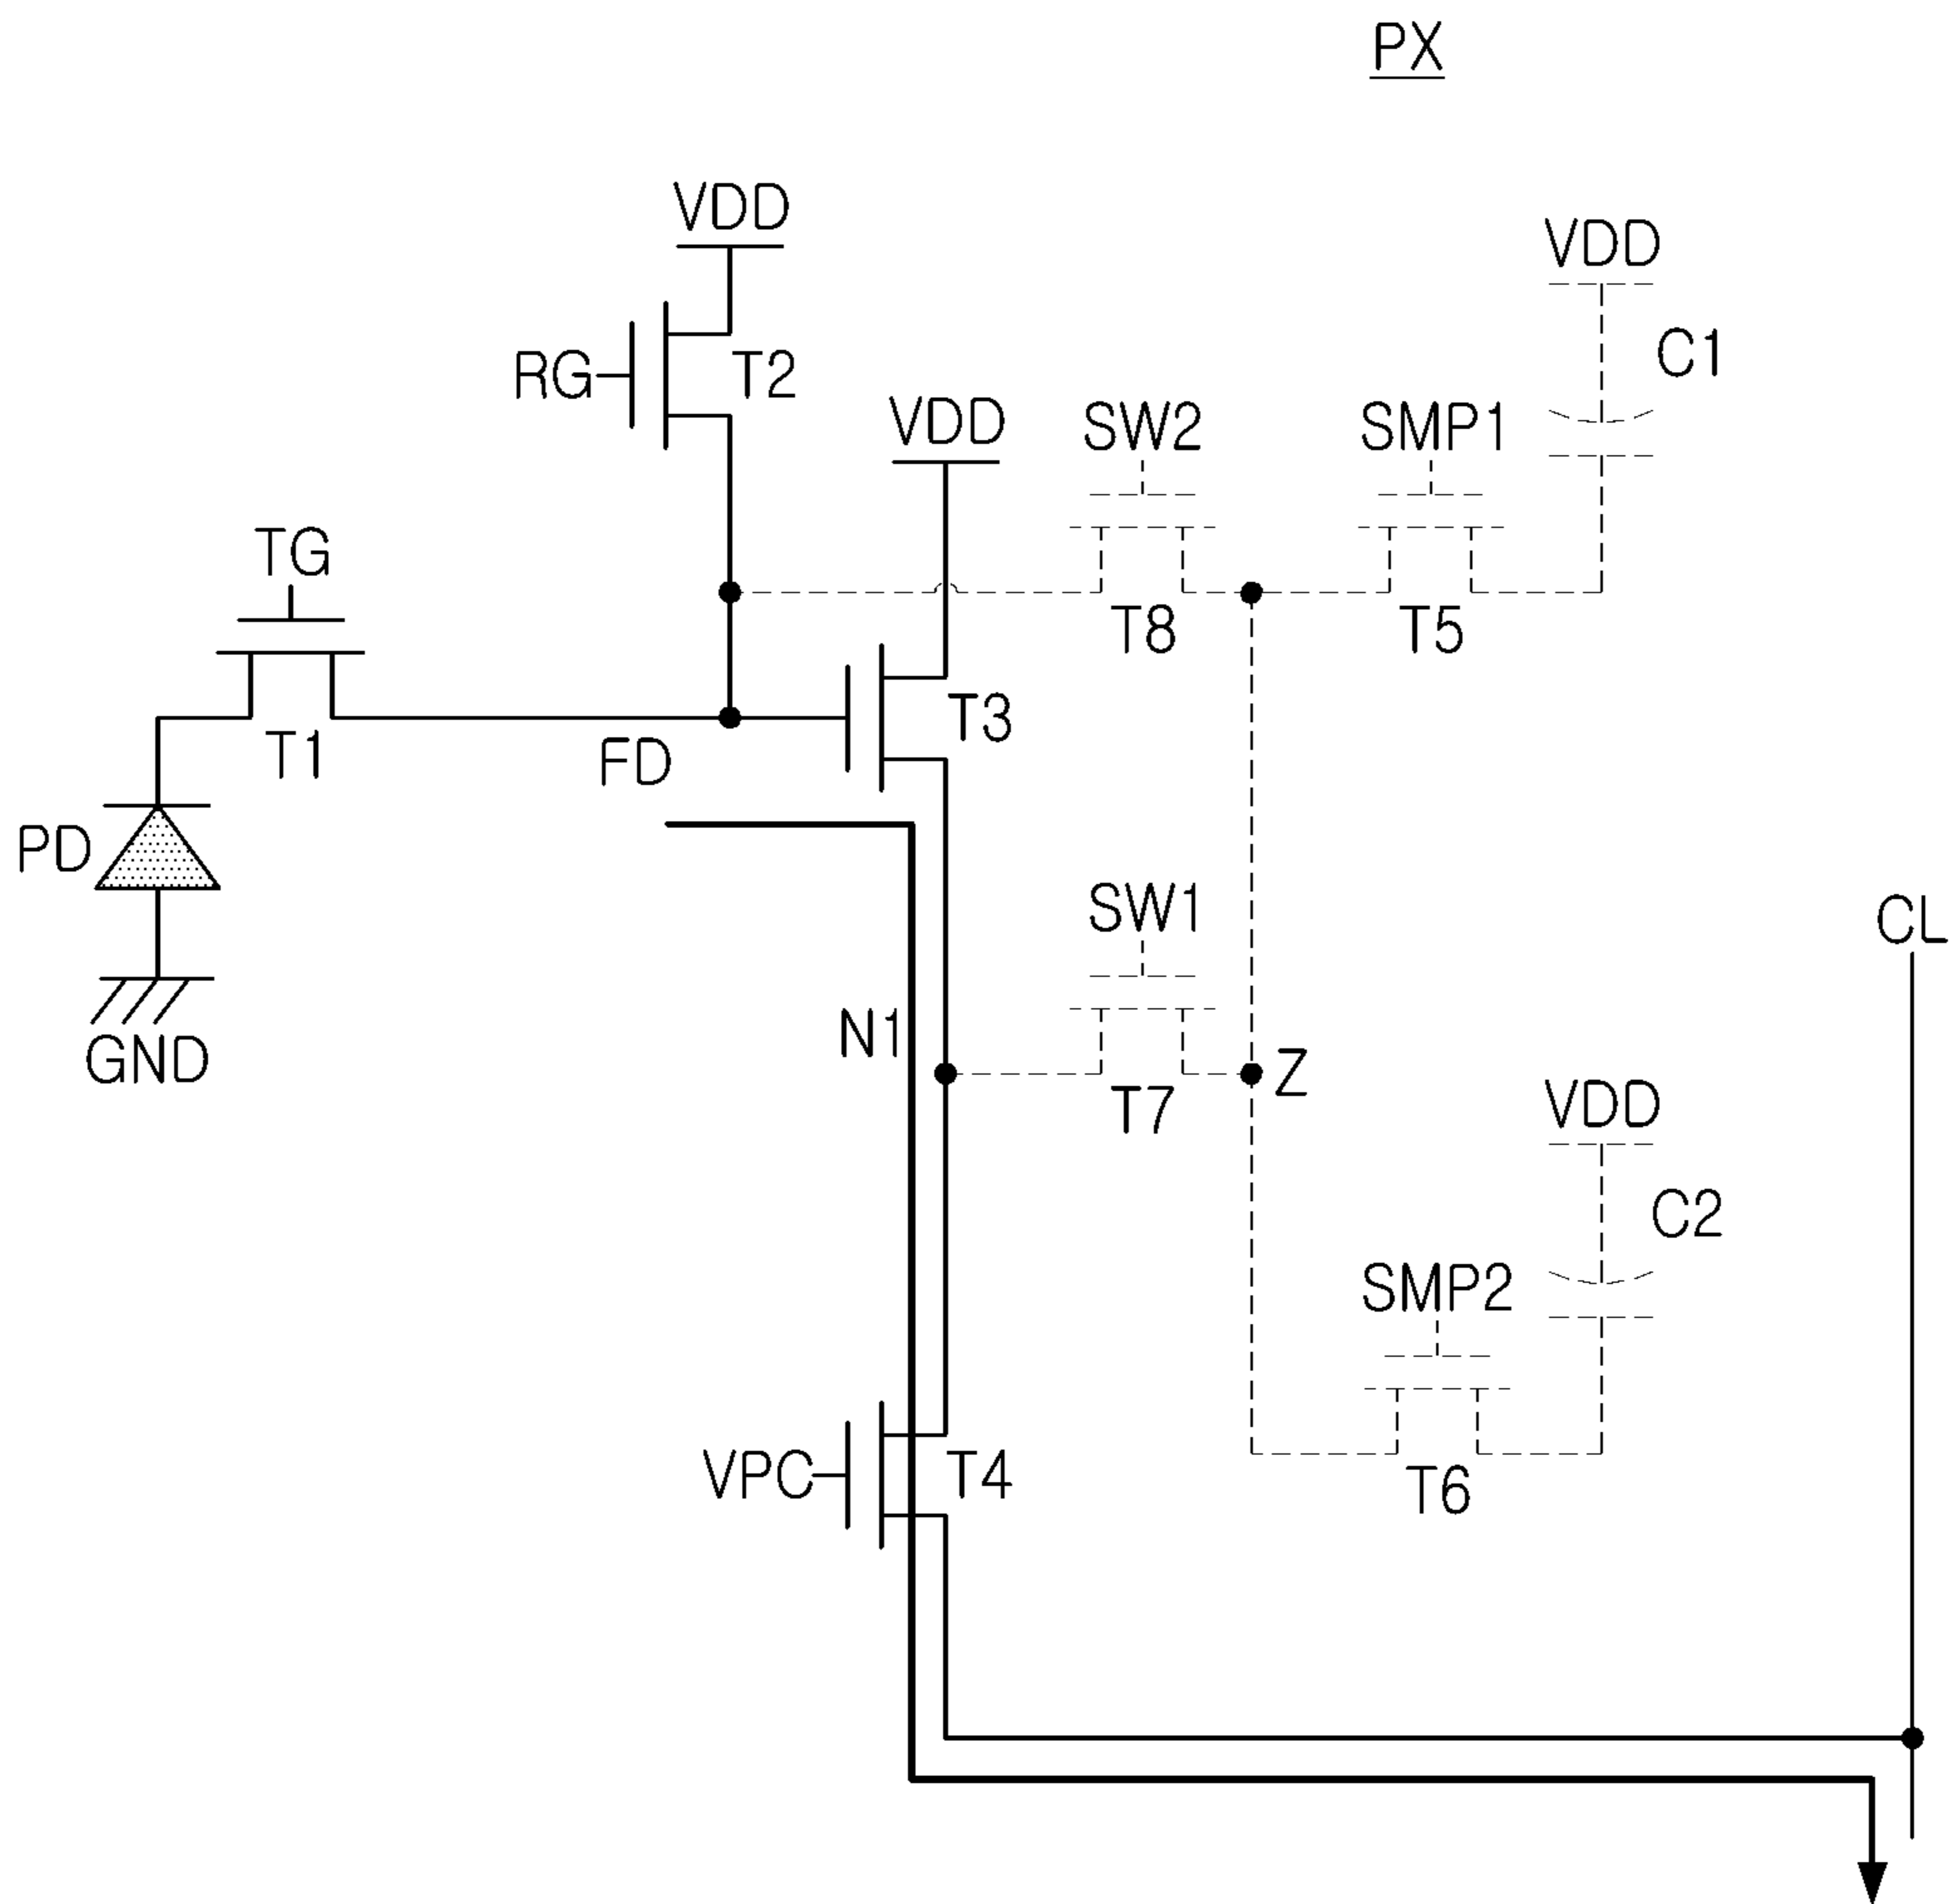 PX
VDD
VDD
RG
T2
C1
VDD
SW2
SMP1
TG
T8
T5
T3
T1
FD
PD
SW1
CL
N1
GND
Z
T7
VDD
C2
SMP2
VPC
T4
T6